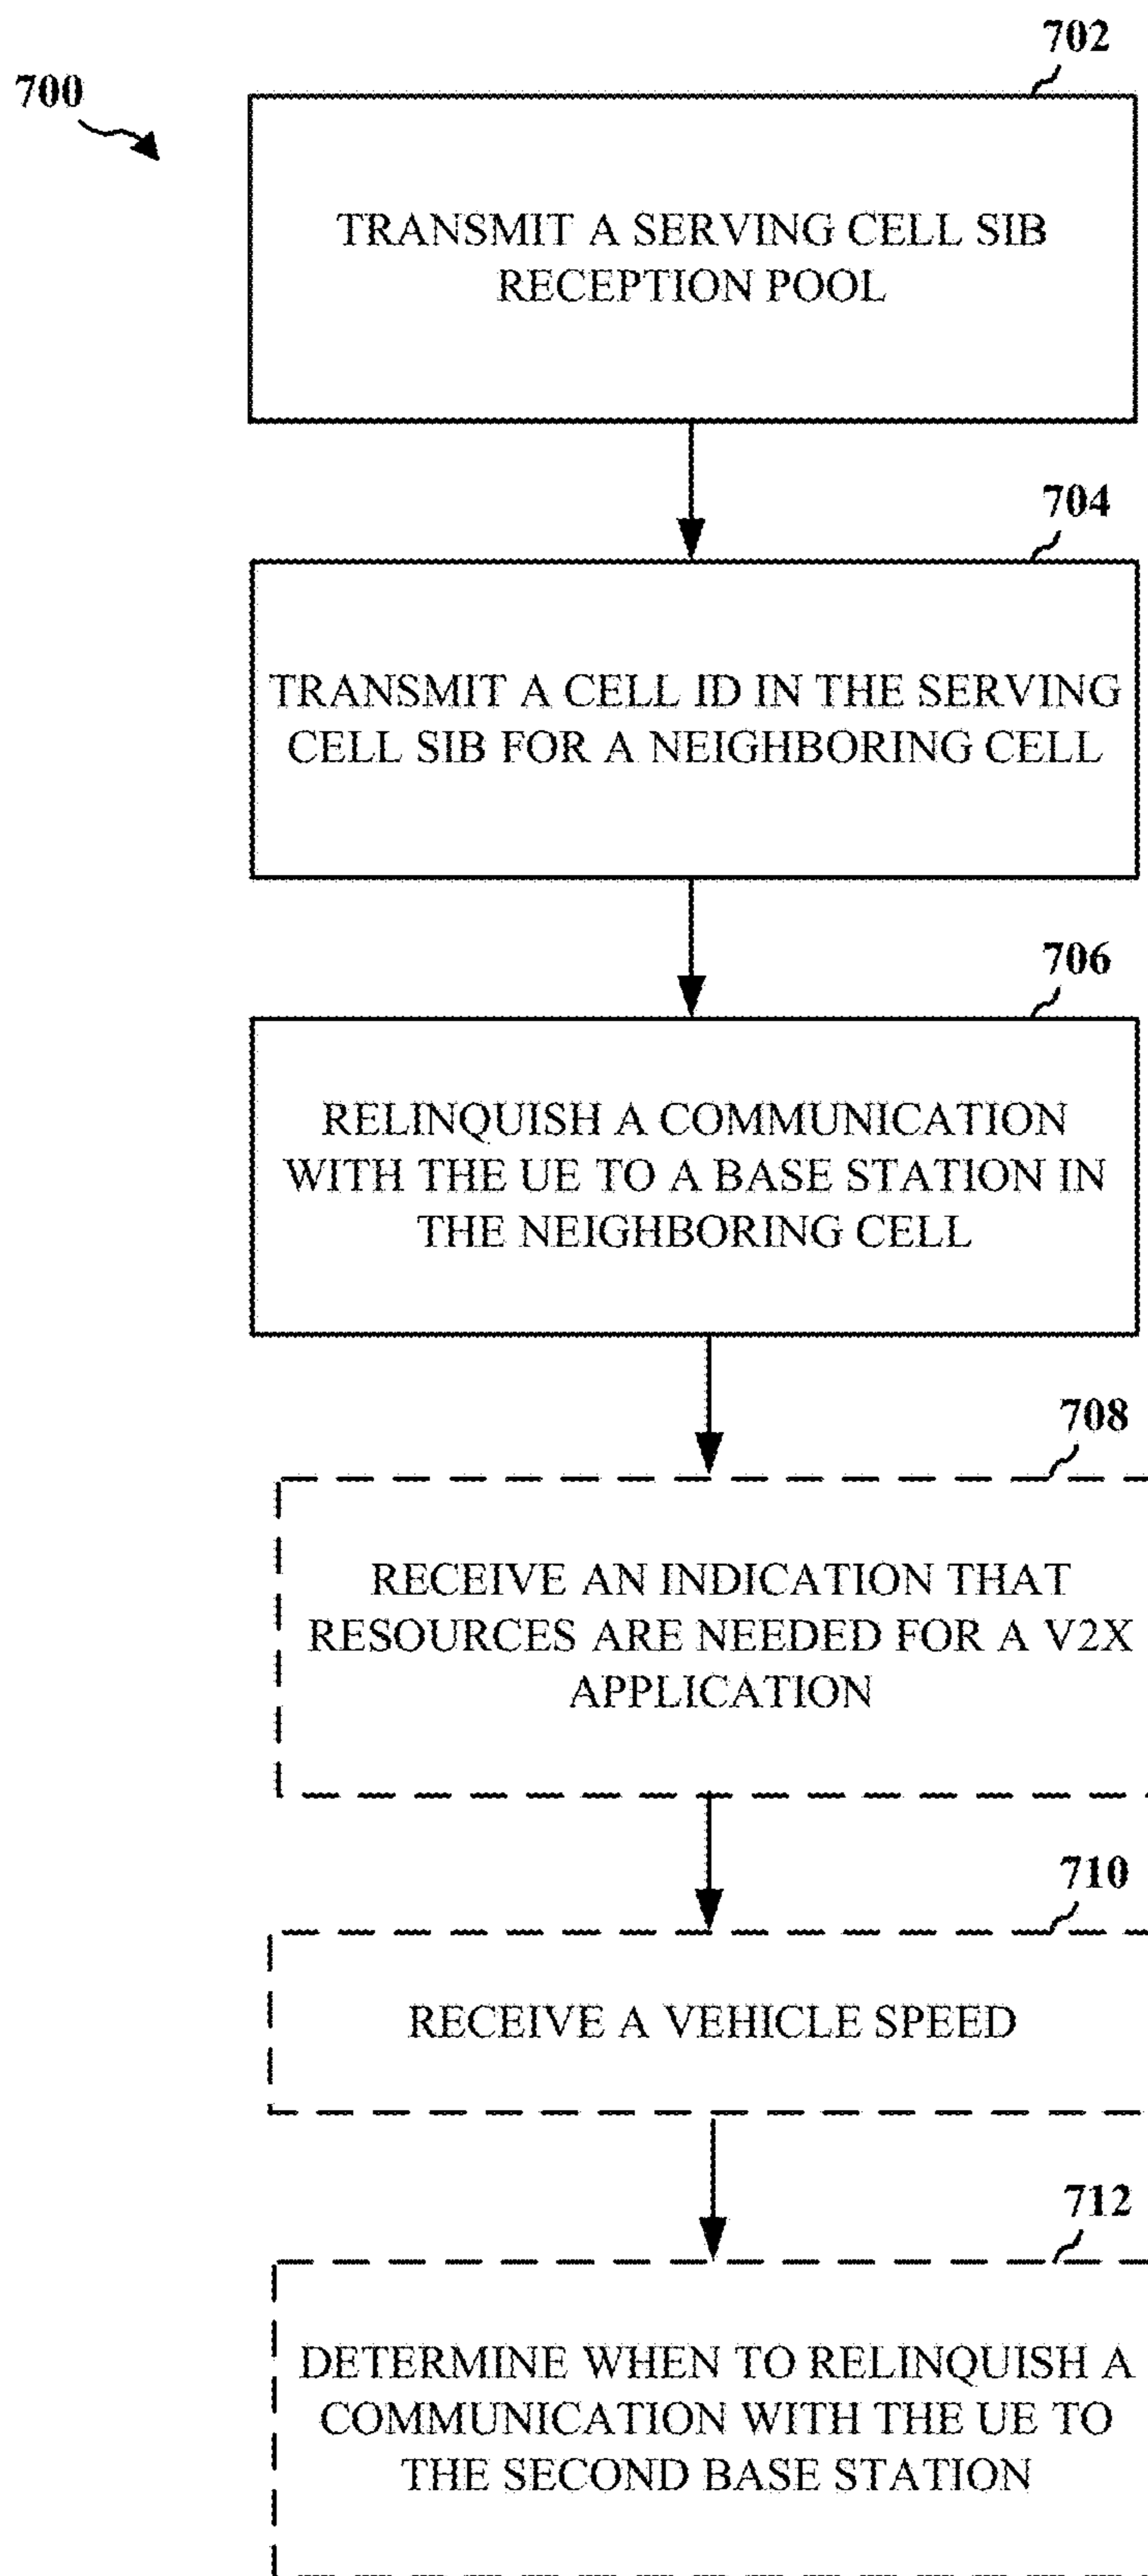 700
702
TRANSMIT A SERVING CELL SIB
RECEPTION POOL
704
TRANSMIT A CELL ID IN THE SERVING
CELL SIB FOR A NEIGHBORING CELL
706
RELINQUISH A COMMUNICATION
WITH THE UE TO A BASE STATION IN
THE NEIGHBORING CELL
708
RECEIVE AN INDICATION THAT
RESOURCES ARE NEEDED FOR A V2X
APPLICATION
710
RECEIVE A VEHICLE SPEED
712
DETERMINE WHEN TO RELINQUISH A
COMMUNICATION WITH THE UE TO
THE SECOND BASE STATION